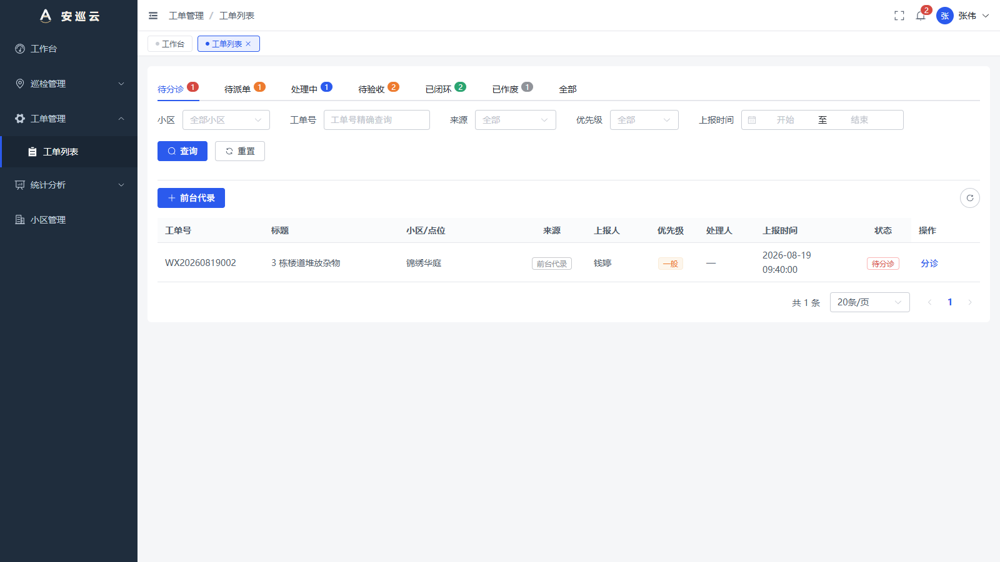 安巡云
工作台
巡检管理
工单管理
工单列表
统计分析
小区管理
工单管理 / 工单列表
2
张 张伟
工作台
工单列表 ×
待分诊 1 待派单 1 处理中 1 待验收 2 已闭环 2 已作废 1 全部
小区 全部小区 工单号 工单号精确查询 来源 全部 优先级 全部 上报时间 开始 至 结束
查询 重置
前台代录
工单号 标题 小区/点位 来源 上报人 优先级 处理人 上报时间 状态 操作
WX20260819002 3 栋楼道堆放杂物 锦绣华庭 前台代录 钱婷 一般 — 2026-08-19 待分诊 分诊
09:40:00
共 1 条 20条/页 1